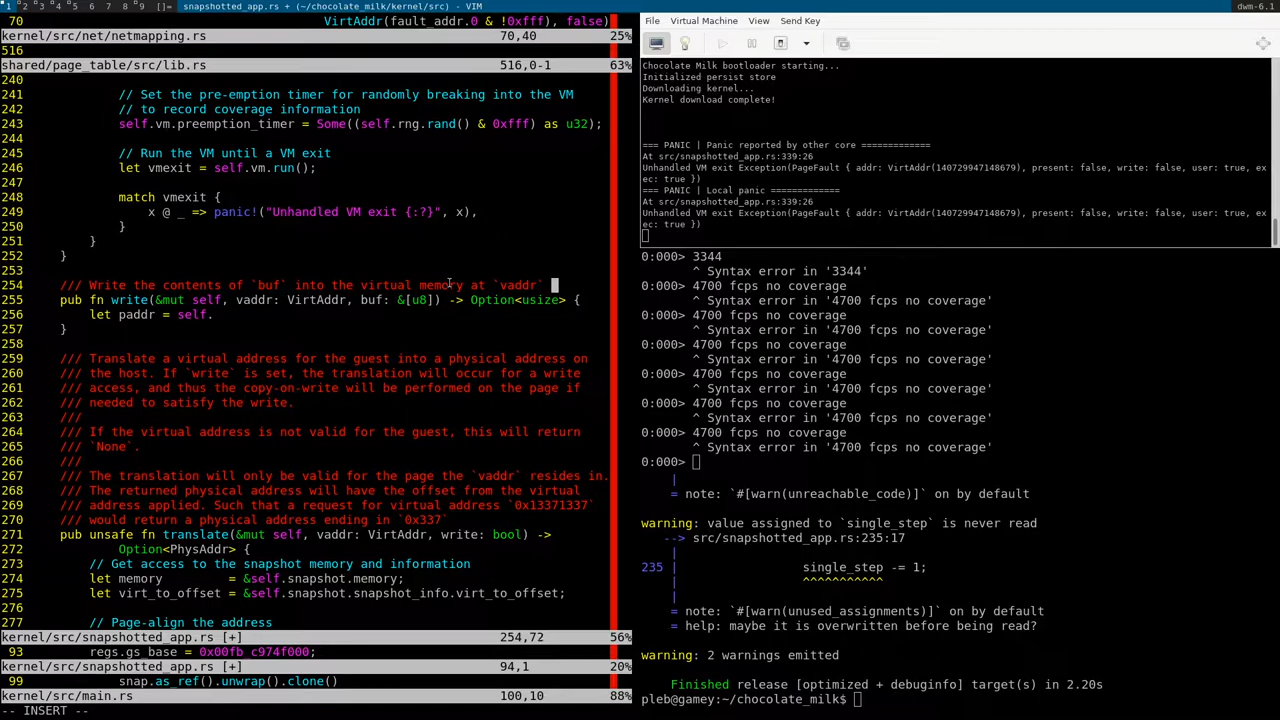 1 2 3 4 5 6 7 8 9 []= snapshotted_app.rs + (~/chocolate_milk/kernel/src) - VIM
dwm-6.1
70 VirtAddr(fault_addr.0 & !0xfff), false)
kernel/src/net/netmapping.rs 70,40 25%
516
shared/page_table/src/lib.rs 516,0-1 63%
240
241 // Set the pre-emption timer for randomly breaking into the VM
242 // to record coverage information
243 self.vm.preemption_timer = Some((self.rng.rand() & 0xfff) as u32);
244
245 // Run the VM until a VM exit
246 let vmexit = self.vm.run();
247
248 match vmexit {
249 x @ _ => panic!("Unhandled VM exit {:?}", x),
250 }
251 }
252 }
253
254 /// Write the contents of `buf` into the virtual memory at `vaddr`
255 pub fn write(&mut self, vaddr: VirtAddr, buf: &[u8]) -> Option<usize> {
256 let paddr = self.
257 }
258
259 /// Translate a virtual address for the guest into a physical address on
260 /// the host. If `write` is set, the translation will occur for a write
261 /// access, and thus the copy-on-write will be performed on the page if
262 /// needed to satisfy the write.
263 ///
264 /// If the virtual address is not valid for the guest, this will return
265 /// `None`.
266 ///
267 /// The translation will only be valid for the page the `vaddr` resides in.
268 /// The returned physical address will have the offset from the virtual
269 /// address applied. Such that a request for virtual address `0x13371337`
270 /// would return a physical address ending in `0x337`
271 pub unsafe fn translate(&mut self, vaddr: VirtAddr, write: bool) ->
272 Option<PhysAddr> {
273 // Get access to the snapshot memory and information
274 let memory = &self.snapshot.memory;
275 let virt_to_offset = &self.snapshot.snapshot_info.virt_to_offset;
276
277 // Page-align the address
kernel/src/snapshotted_app.rs [+] 254,72 56%
93 regs.gs_base = 0x00fb_c974f000;
kernel/src/snapshotted_app.rs [+] 94,1 20%
99 snap.as_ref().unwrap().clone()
kernel/src/main.rs 100,10 88%
-- INSERT --
File Virtual Machine View Send Key
Chocolate Milk bootloader starting...
Initialized persist store
Downloading kernel...
Kernel download complete!
=== PANIC | Panic reported by other core =============
At src/snapshotted_app.rs:339:26
Unhandled VM exit Exception(PageFault { addr: VirtAddr(140729947148679), present: false, write: false, user: true, ex
ec: true })
=== PANIC | Local panic =============
At src/snapshotted_app.rs:339:26
Unhandled VM exit Exception(PageFault { addr: VirtAddr(140729947148679), present: false, write: false, user: true, ex
ec: true })
0:000> 3344
^ Syntax error in '3344'
0:000> 4700 fcps no coverage
^ Syntax error in '4700 fcps no coverage'
0:000> 4700 fcps no coverage
^ Syntax error in '4700 fcps no coverage'
0:000> 4700 fcps no coverage
^ Syntax error in '4700 fcps no coverage'
0:000> 4700 fcps no coverage
^ Syntax error in '4700 fcps no coverage'
0:000> 4700 fcps no coverage
^ Syntax error in '4700 fcps no coverage'
0:000> 4700 fcps no coverage
^ Syntax error in '4700 fcps no coverage'
0:000>
|
= note: `#[warn(unreachable_code)]` on by default
warning: value assigned to `single_step` is never read
--> src/snapshotted_app.rs:235:17
|
235 | single_step -= 1;
| ^^^^^^^^^^^
|
= note: `#[warn(unused_assignments)]` on by default
= help: maybe it is overwritten before being read?
warning: 2 warnings emitted
Finished release [optimized + debuginfo] target(s) in 2.20s
pleb@gamey:~/chocolate_milk$